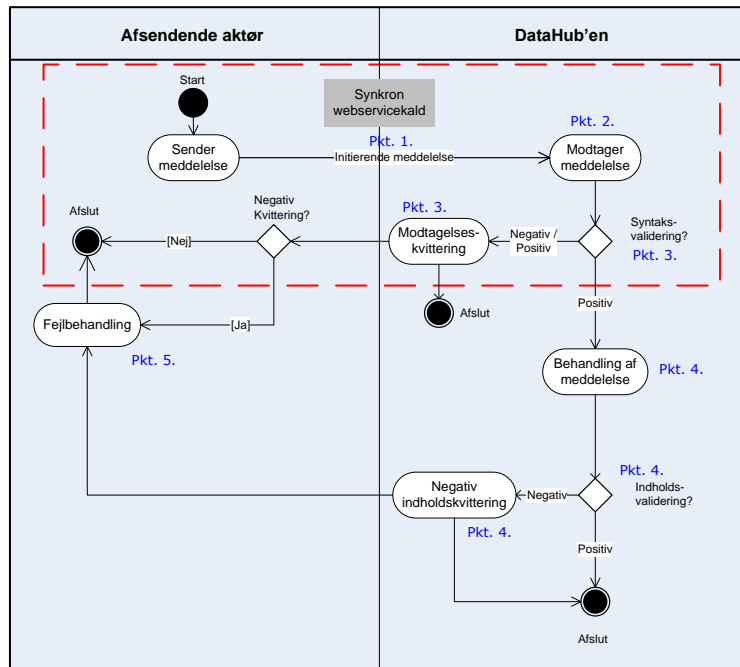 Afsendende aktør
DataHub'en
Start
Synkron
webservicekald
Pkt. 2.
Pkt. 1.
Sender
meddelelse
Initierende meddelelse
Modtager
meddelelse
Negativ
Kvittering?
Afslut
Pkt. 3.
[Nej]
Modtagelses-
kvittering
Negativ /
Positiv
Syntaks-
validering?
Pkt. 3.
Positiv
Afslut
Fejlbehandling
[Ja]
Pkt. 5.
Behandling af
meddelelse
Pkt. 4.
Pkt. 4.
Negativ
indholdskvittering
Negativ
Indholds-
validering?
Pkt. 4.
Positiv
Afslut